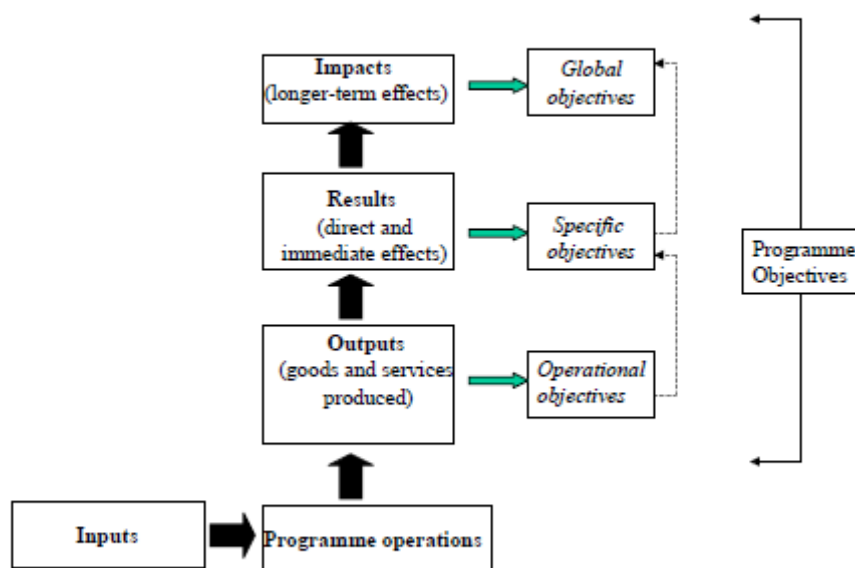 Impacts
(longer-term effects)
Global
objectives
Results
(direct and
immediate effects)
Specific
objectives
Programme
Objectives
Outputs
(goods and services
produced)
Operational
objectives
Inputs
Programme operations